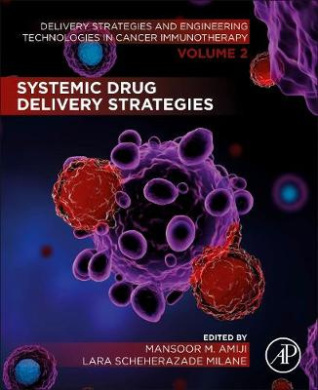 DELIVERY STRATEGIES AND ENGINEERING
TECHNOLOGIES IN CANCER IMMUNOTHERAPY
VOLUME 2
SYSTEMIC DRUG
DELIVERY STRATEGIES
EDITED BY
MANSOOR M. AMIJI
LARA SCHEHERAZADE MILANE
AP